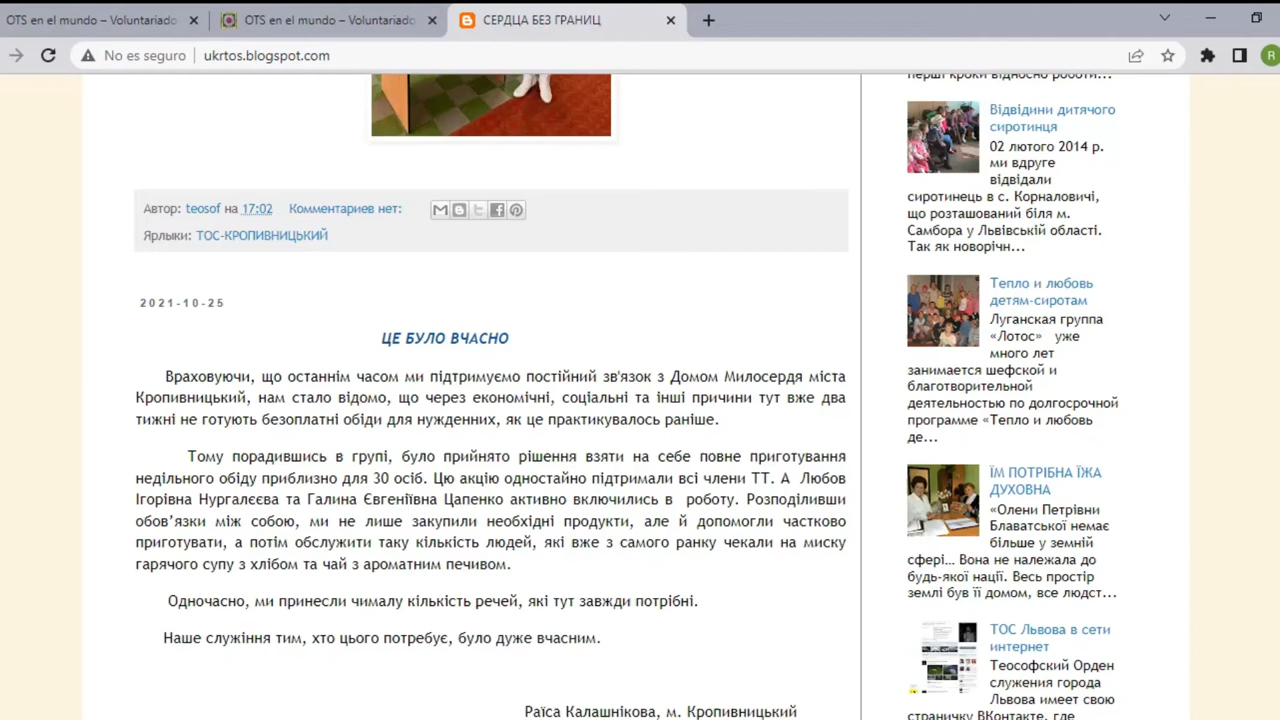 OTS en el mundo – Voluntariado
OTS en el mundo – Voluntariado
СЕРДЦА БЕЗ ГРАНИЦ
No es seguro
ukrtos.blogspot.com
R
Автор: teosof на 17:02 Комментариев нет:
Ярлыки: ТОС-КРОПИВНИЦЬКИЙ
2021-10-25
ЦЕ БУЛО ВЧАСНО
Враховуючи, що останнім часом ми підтримуємо постійний зв'язок з Домом Милосердя міста
Кропивницький, нам стало відомо, що через економічні, соціальні та інші причини тут вже два
тижні не готують безоплатні обіди для нужденних, як це практикувалось раніше.
Тому порадившись в групі, було прийнято рішення взяти на себе повне приготування
недільного обіду приблизно для 30 осіб. Цю акцію одностайно підтримали всі члени ТТ. А Любов
Ігорівна Нургалєєва та Галина Євгеніївна Цапенко активно включились в роботу. Розподіливши
обов’язки між собою, ми не лише закупили необхідні продукти, але й допомогли частково
приготувати, а потім обслужити таку кількість людей, які вже з самого ранку чекали на миску
гарячого супу з хлібом та чай з ароматним печивом.
Одночасно, ми принесли чималу кількість речей, які тут завжди потрібні.
Наше служіння тим, хто цього потребує, було дуже вчасним.
Раїса Калашнікова, м. Кропивницький
перші кроки відносно роботи...
Відвідини дитячого
сиротинця
02 лютого 2014 р.
ми вдруге
відвідали
сиротинець в с. Корналовичі,
що розташований біля м.
Самбора у Львівській області.
Так як новорічн...
Тепло и любовь
детям-сиротам
Луганская группа
«Лотос» уже
много лет
занимается шефской и
благотворительной
деятельностью по долгосрочной
программе «Тепло и любовь
де...
ЇМ ПОТРІБНА ЇЖА
ДУХОВНА
«Олени Петрівни
Блаватської немає
більше у земній
сфері... Вона не належала до
будь-якої нації. Весь простір
землі був її домом, все людст...
ТОС Львова в сети
интернет
Теософский Орден
служения города
Львова имеет свою
страничку ВКонтакте, где